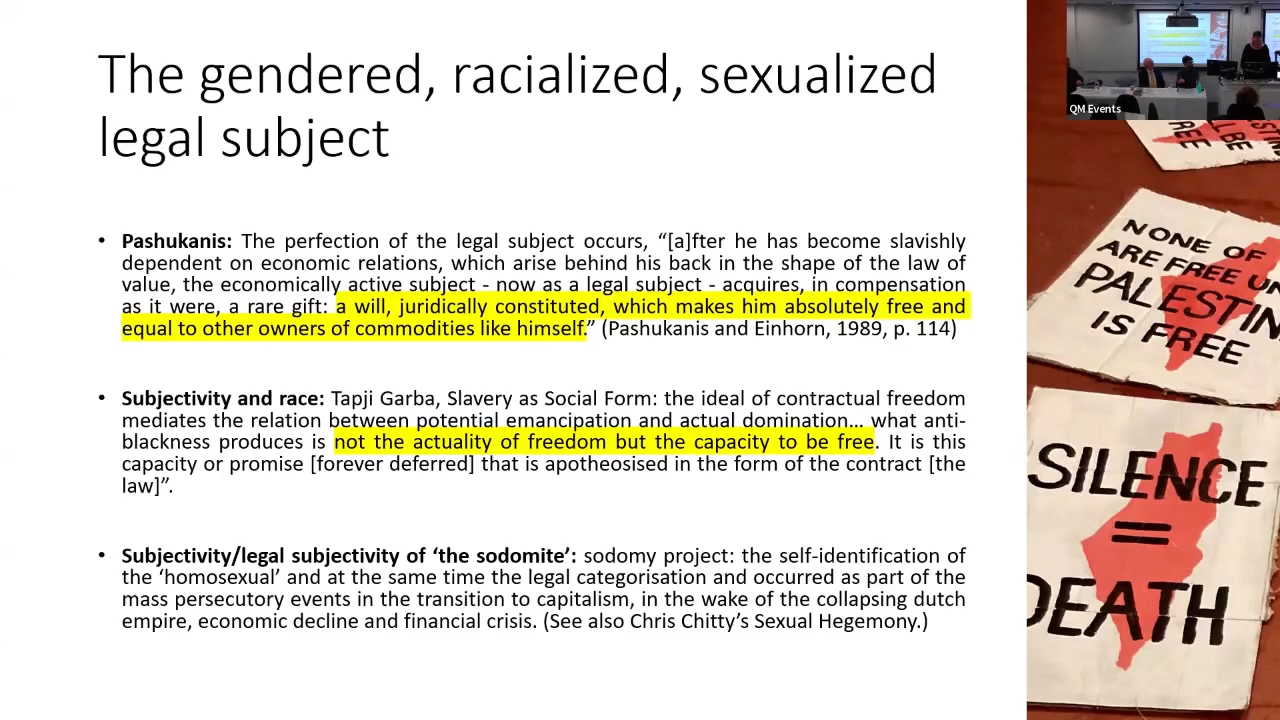 The gendered, racialized, sexualized
legal subject
• Pashukanis: The perfection of the legal subject occurs, “[a]fter he has become slavishly
dependent on economic relations, which arise behind his back in the shape of the law of
value, the economically active subject - now as a legal subject - acquires, in compensation
as it were, a rare gift: a will, juridically constituted, which makes him absolutely free and
equal to other owners of commodities like himself.” (Pashukanis and Einhorn, 1989, p. 114)
• Subjectivity and race: Tapji Garba, Slavery as Social Form: the ideal of contractual freedom
mediates the relation between potential emancipation and actual domination… what anti-
blackness produces is not the actuality of freedom but the capacity to be free. It is this
capacity or promise [forever deferred] that is apotheosised in the form of the contract [the
law]”.
• Subjectivity/legal subjectivity of ‘the sodomite’: sodomy project: the self-identification of
the ‘homosexual’ and at the same time the legal categorisation and occurred as part of the
mass persecutory events in the transition to capitalism, in the wake of the collapsing dutch
empire, economic decline and financial crisis. (See also Chris Chitty’s Sexual Hegemony.)
QM Events
NONE OF
ARE FREE UN
PALESTIN
IS FREE
SILENCE
=
DEATH